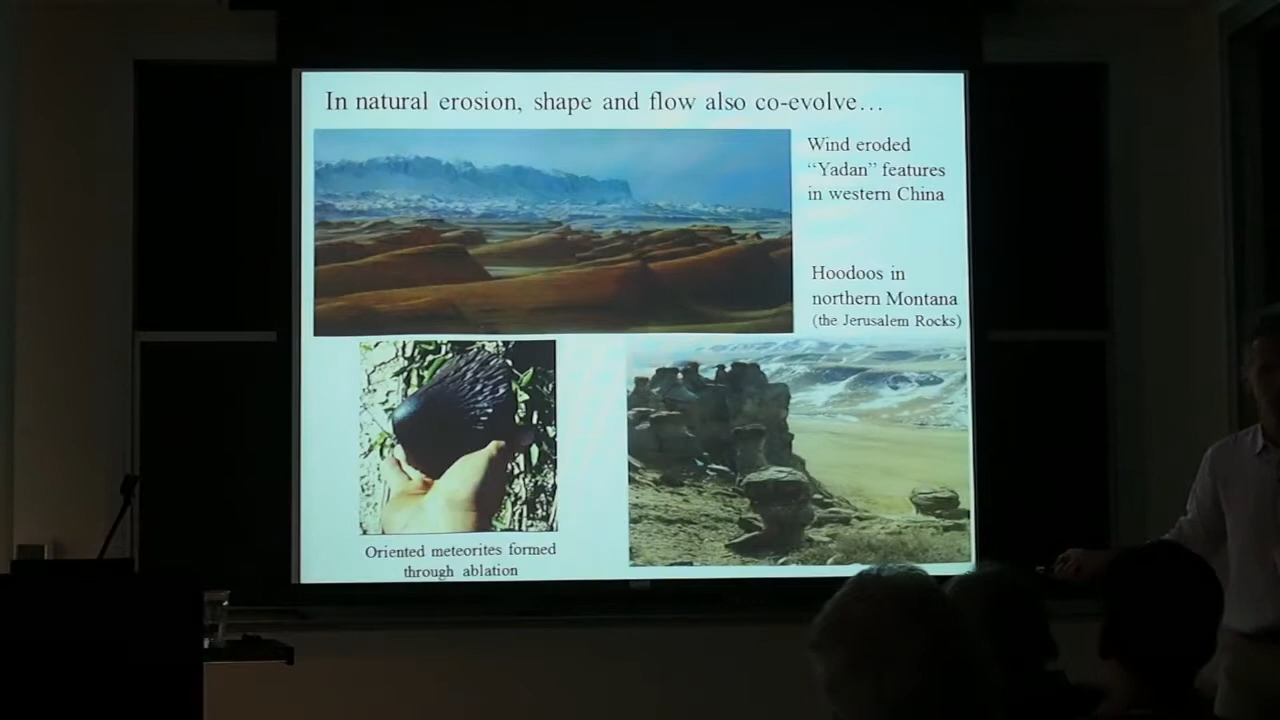 In natural erosion, shape and flow also co-evolve…
Wind eroded
“Yadan” features
in western China
Hoodoos in
northern Montana
(the Jerusalem Rocks)
Oriented meteorites formed
through ablation